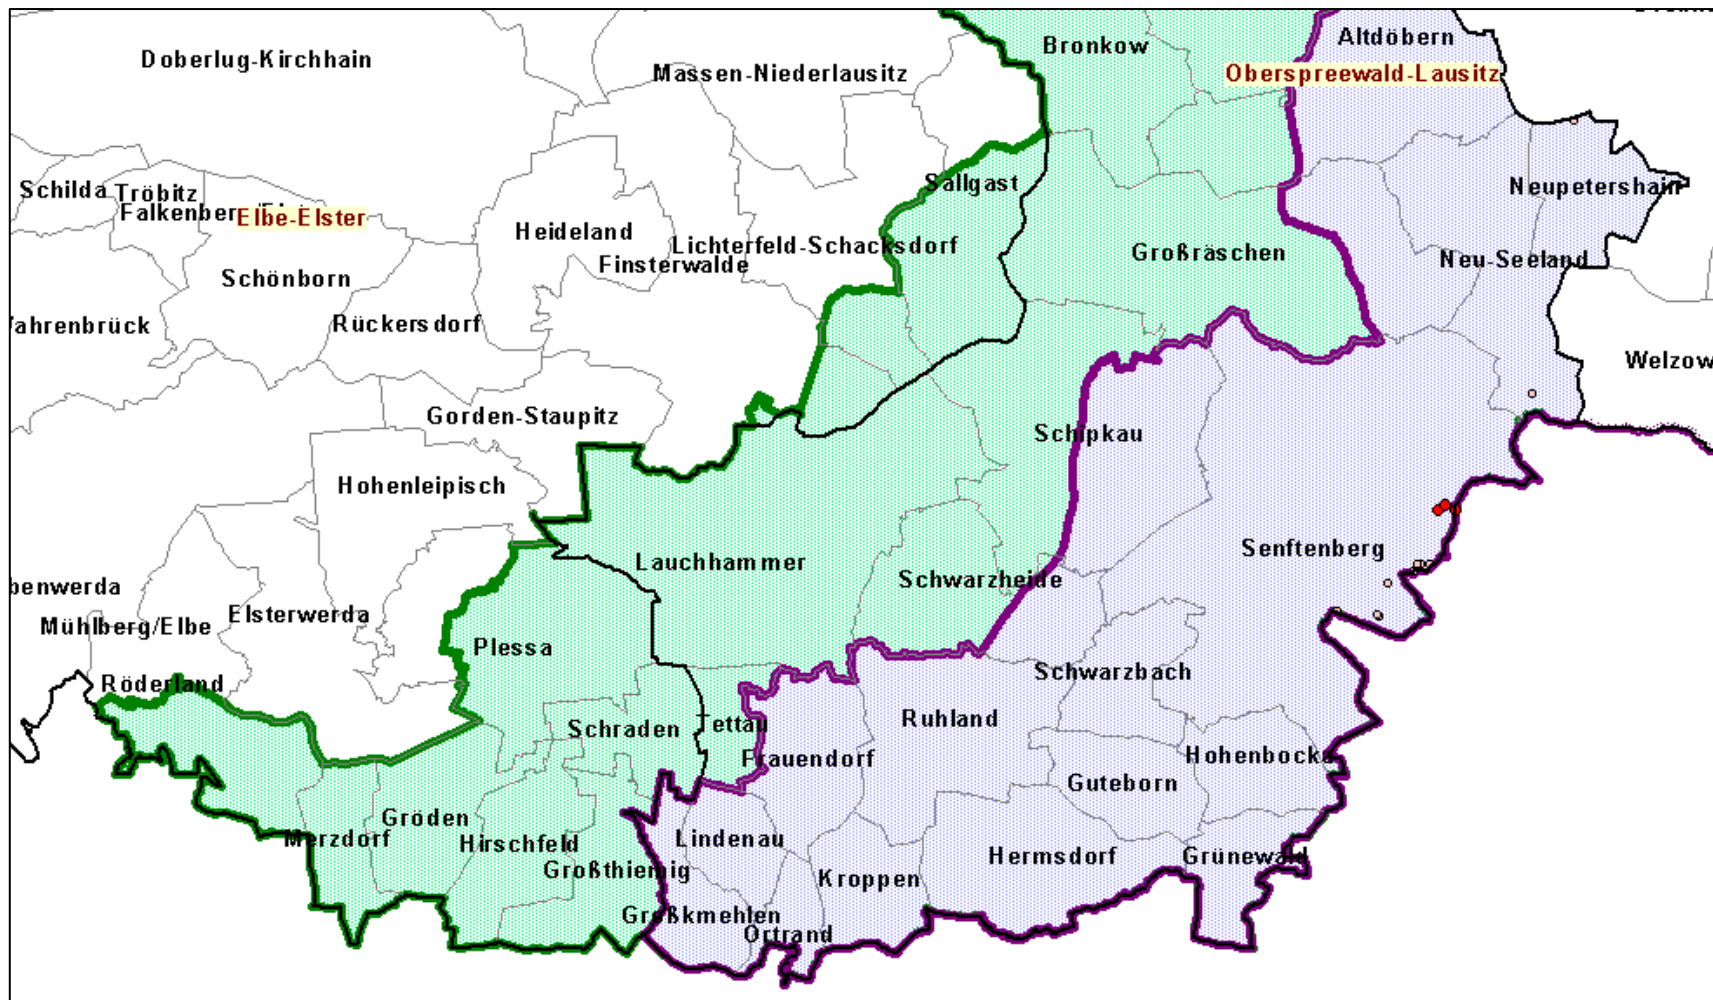 Bronkow
Altdöbern
Doberlug-Kirchhain
Massen-Niederlausitz
Oberspreewald-Lausitz
Schilda
Tröbitz
Sallgast
Neupetershain
Elbe-Elster
Heideland
Lichterfeld-Schacksdorf
Großräschen
Neu-Seeland
Finsterwalde
Schönborn
ahrenbrück
Rückersdorf
Welzow
Gorden-Staupitz
Schipkau
Hohenleipisch
Lauchhammer
Schwarzheide
Senftenberg
benwerda
Elsterwerda
Mühlberg/Elbe
Plessa
Röderland
Schwarzbach
Schraden
Tettau
Ruhland
Frauendorf
Hohenbocka
Guteborn
Gröden
Merzdorf
Hirschfeld
Lindenau
Hermsdorf
Grünewald
Großthiemig
Kroppen
Großkmehlen
Ortrand